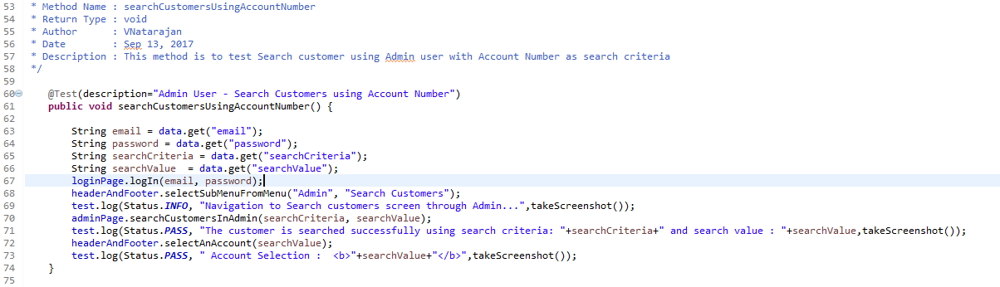 53 * Method Name : searchCustomersUsingAccountNumber
54 * Return Type : void
55 * Author      : VNatarajan
56 * Date        : Sep 13, 2017
57 * Description : This method is to test Search customer using Admin user with Account Number as search criteria
58 */
59
60 @Test(description="Admin User - Search Customers using Account Number")
61 public void searchCustomersUsingAccountNumber() {
62
63 String email = data.get("email");
64 String password = data.get("password");
65 String searchCriteria = data.get("searchCriteria");
66 String searchValue  = data.get("searchValue");
67 loginPage.logIn(email, password);
68 headerAndFooter.selectSubMenuFromMenu("Admin", "Search Customers");
69 test.log(Status.INFO, "Navigation to Search customers screen through Admin...",takeScreenshot());
70 adminPage.searchCustomersInAdmin(searchCriteria, searchValue);
71 test.log(Status.PASS, "The customer is searched successfully using search criteria: "+searchCriteria+" and search value : "+searchValue,takeScreenshot());
72 headerAndFooter.selectAnAccount(searchValue);
73 test.log(Status.PASS, " Account Selection :  <b>"+searchValue+"</b>",takeScreenshot());
74 }
75